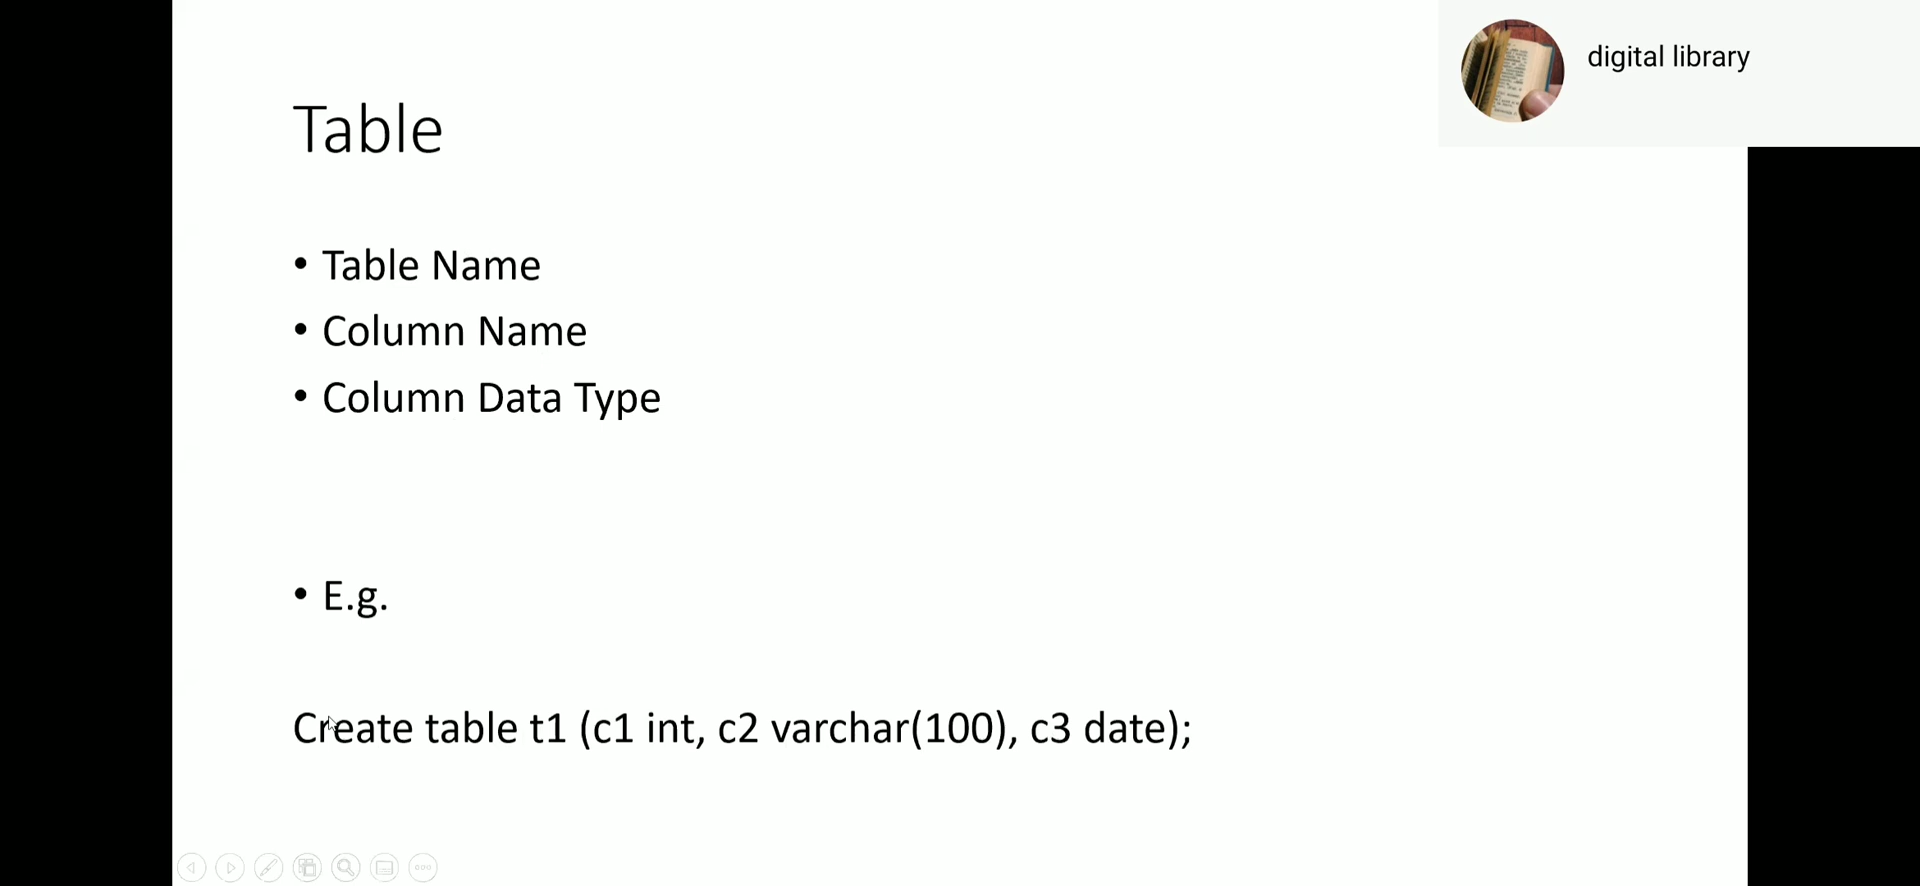 digital library
Table
• Table Name
• Column Name
• Column Data Type
• E.g.
Create table t1 (c1 int, c2 varchar(100), c3 date);